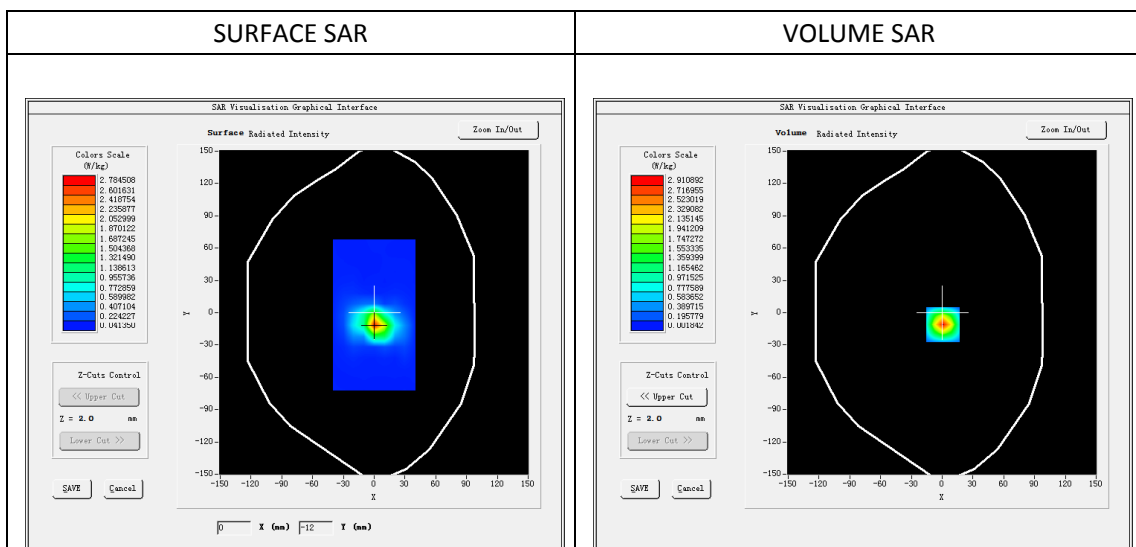 SURFACE SAR
VOLUME SAR
SAR Visualisation Graphical Interface
Surface Radiated Intensity
Zoom In/Out
Colors Scale
(W/kg)
2.784508
2.601631
2.418754
2.235877
2.052999
1.870122
1.687245
1.504368
1.321490
1.138613
0.955736
0.772859
0.589982
0.407104
0.224227
0.041350
150
120
90
60
30
0
-30
-60
-90
-120
-150
Y
-150 -120 -90 -60 -30 0 30 60 90 120 150
X
Z-Cuts Control
<< Upper Cut
Z = 2.0 mm
Lower Cut >>
SAVE Cancel
0 X (mm) -12 Y (mm)
SAR Visualisation Graphical Interface
Volume Radiated Intensity
Zoom In/Out
Colors Scale
(W/kg)
2.910892
2.716955
2.523019
2.329082
2.135145
1.941209
1.747272
1.553335
1.359399
1.165462
0.971525
0.777589
0.583652
0.389715
0.195779
0.001842
150
120
90
60
30
0
-30
-60
-90
-120
-150
Y
-150 -120 -90 -60 -30 0 30 60 90 120 150
X
Z-Cuts Control
<< Upper Cut
Z = 2.0 mm
Lower Cut >>
SAVE Cancel